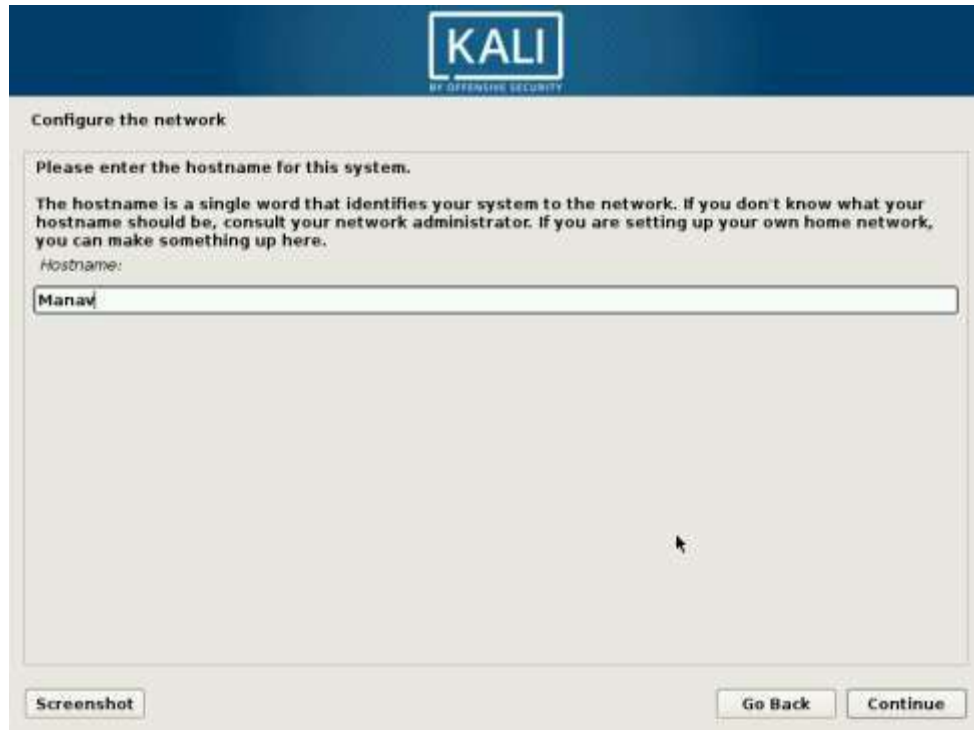 KALI
BY OFFENSIVE SECURITY
Configure the network
Please enter the hostname for this system.
The hostname is a single word that identifies your system to the network. If you don't know what your
hostname should be, consult your network administrator. If you are setting up your own home network,
you can make something up here.
Hostname:
Manav
Screenshot
Go Back
Continue